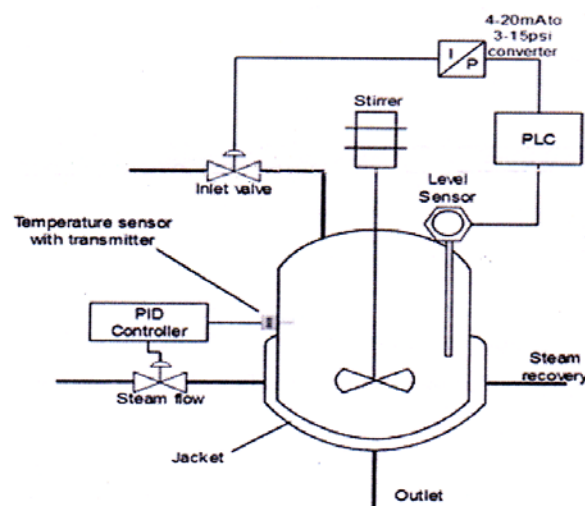 4-20mAto
3-15psi
converter
I
P
Stirrer
PLC
Inlet valve
Level
Sensor
Temperature sensor
with transmitter
PID
Controller
Steam flow
Steam
recovery
Jacket
Outlet